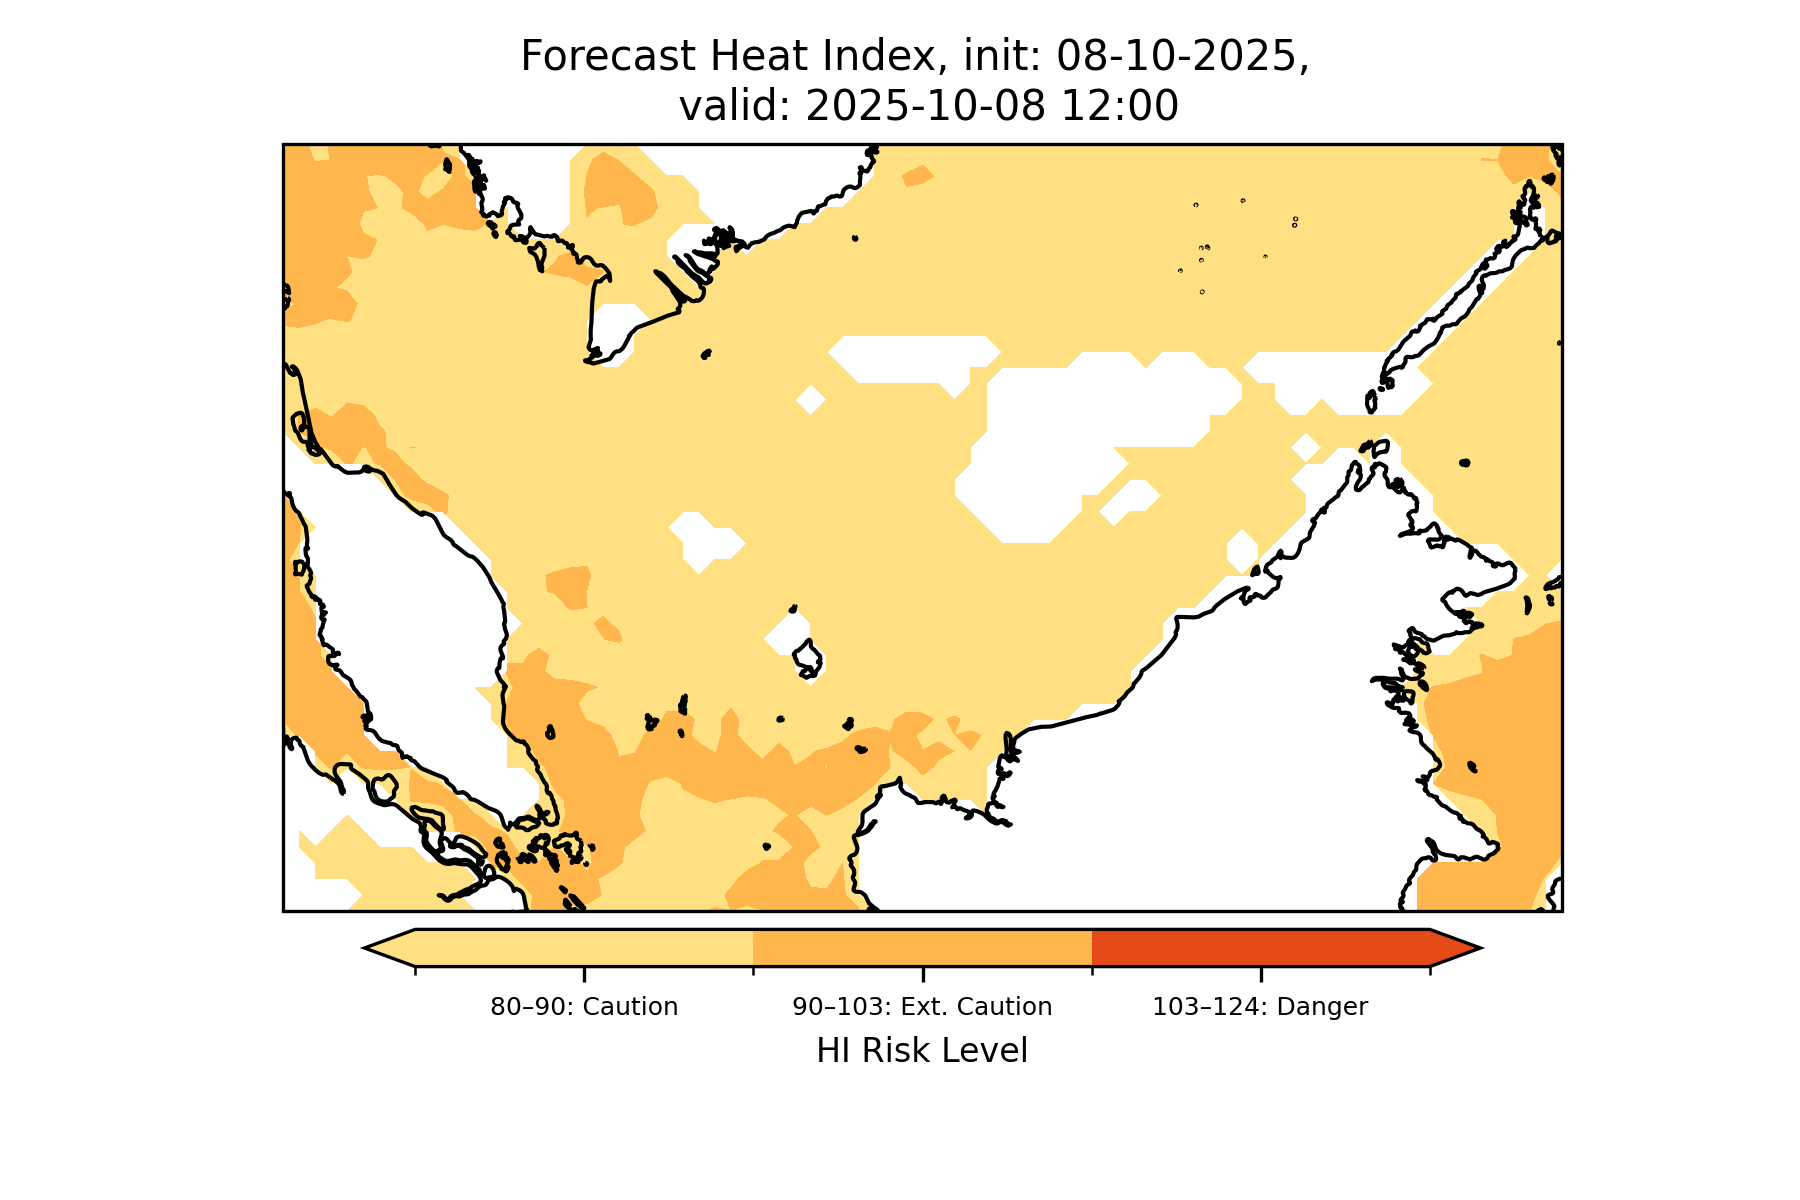 Forecast Heat Index, init: 08-10-2025,
valid: 2025-10-08 12:00
80–90: Caution
90–103: Ext. Caution
103–124: Danger
HI Risk Level